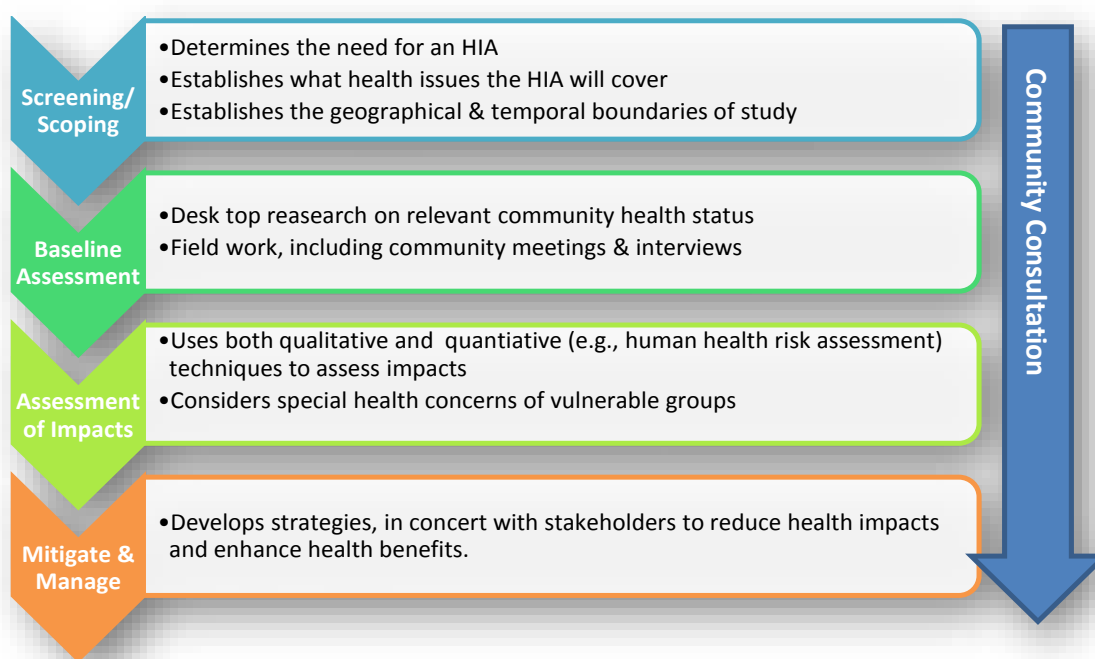 Screening/
Scoping
•Determines the need for an HIA
•Establishes what health issues the HIA will cover
•Establishes the geographical & temporal boundaries of study
Baseline
Assessment
•Desk top reasearch on relevant community health status
•Field work, including community meetings & interviews
Assessment
of Impacts
•Uses both qualitative and quantiative (e.g., human health risk assessment)
techniques to assess impacts
•Considers special health concerns of vulnerable groups
Mitigate &
Manage
•Develops strategies, in concert with stakeholders to reduce health impacts
and enhance health benefits.
Community Consultation